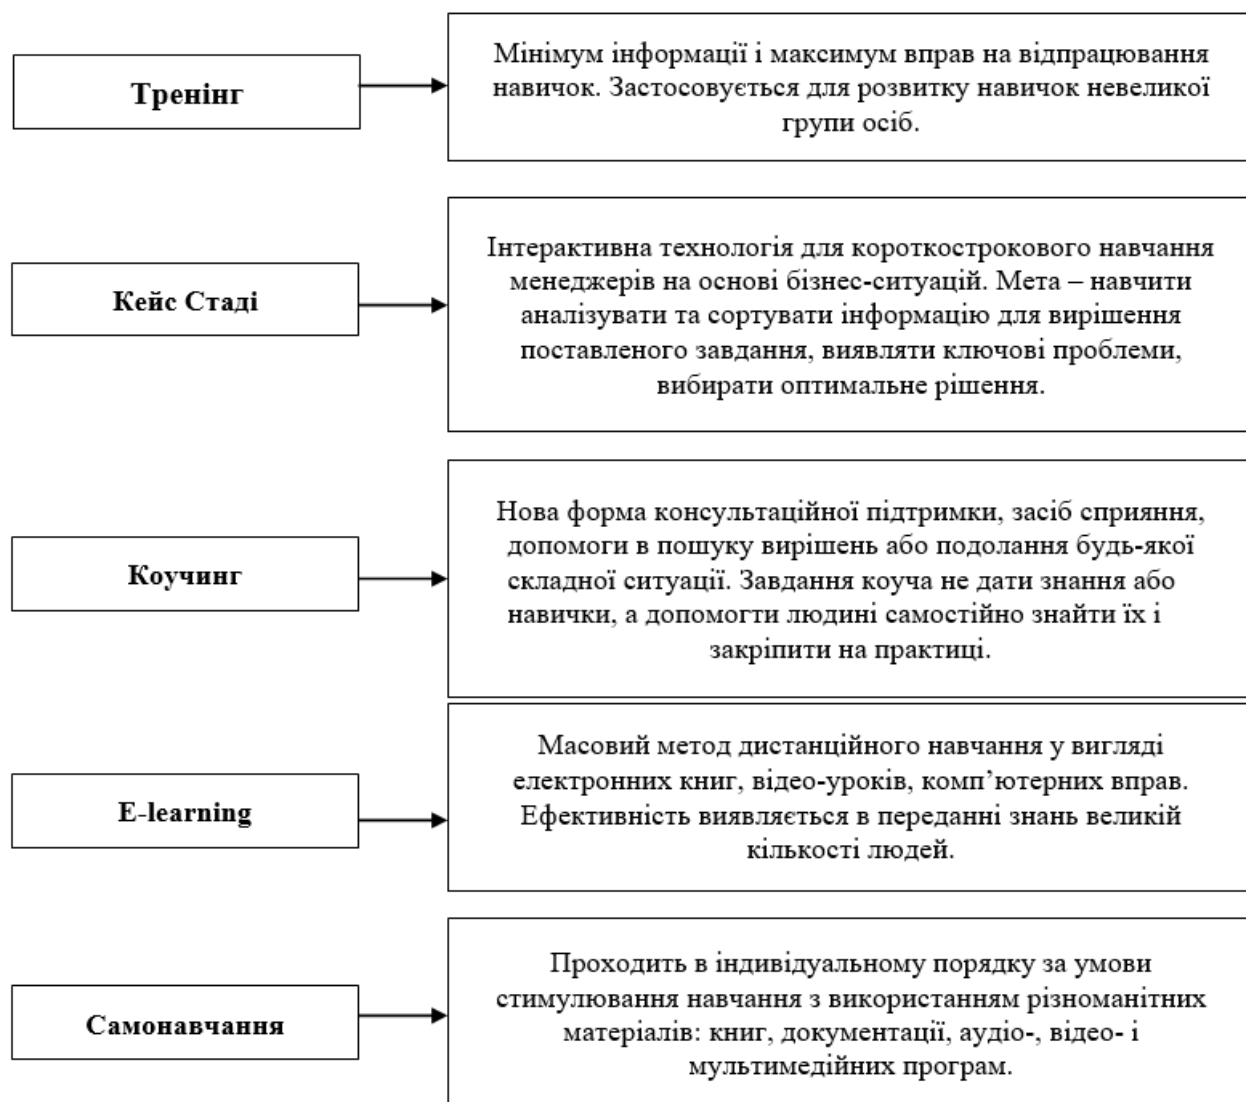 Тренінг
Мінімум інформації і максимум вправ на відпрацювання
навичок. Застосовується для розвитку навичок невеликої
групи осіб.
Кейс Стаді
Інтерактивна технологія для короткострокового навчання
менеджерів на основі бізнес-ситуацій. Мета – навчити
аналізувати та сортувати інформацію для вирішення
поставленого завдання, виявляти ключові проблеми,
вибирати оптимальне рішення.
Коучинг
Нова форма консультаційної підтримки, засіб сприяння,
допомоги в пошуку вирішень або подолання будь-якої
складної ситуації. Завдання коуча не дати знання або
навички, а допомогти людині самостійно знайти їх і
закріпити на практиці.
E-learning
Масовий метод дистанційного навчання у вигляді
електронних книг, відео-уроків, комп’ютерних вправ.
Ефективність виявляється в переданні знань великій
кількості людей.
Самонавчання
Проходить в індивідуальному порядку за умови
стимулювання навчання з використанням різноманітних
матеріалів: книг, документації, аудіо-, відео- і
мультимедійних програм.